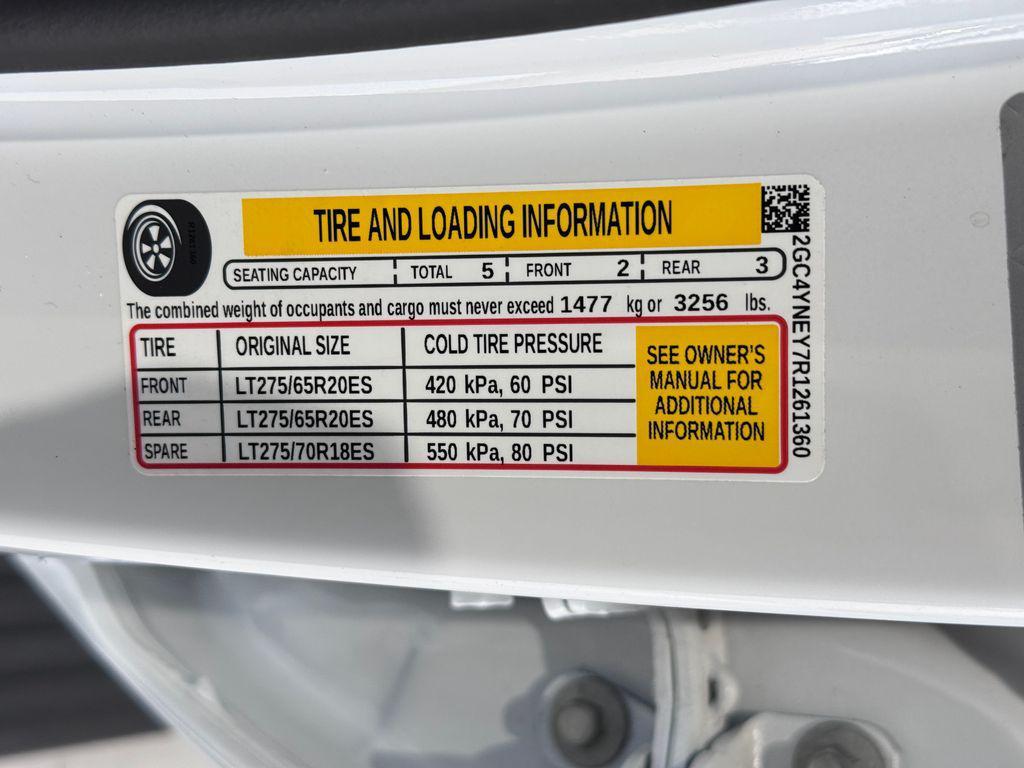 TIRE AND LOADING INFORMATION
SEATING CAPACITY TOTAL 5 FRONT 2 REAR 3
The combined weight of occupants and cargo must never exceed 1477 kg or 3256 lbs.
TIRE ORIGINAL SIZE COLD TIRE PRESSURE
FRONT LT275/65R20ES 420 kPa, 60 PSI
REAR LT275/65R20ES 480 kPa, 70 PSI
SPARE LT275/70R18ES 550 kPa, 80 PSI
SEE OWNER'S
MANUAL FOR
ADDITIONAL
INFORMATION
2GC4YNEY7R1261360
R1261360